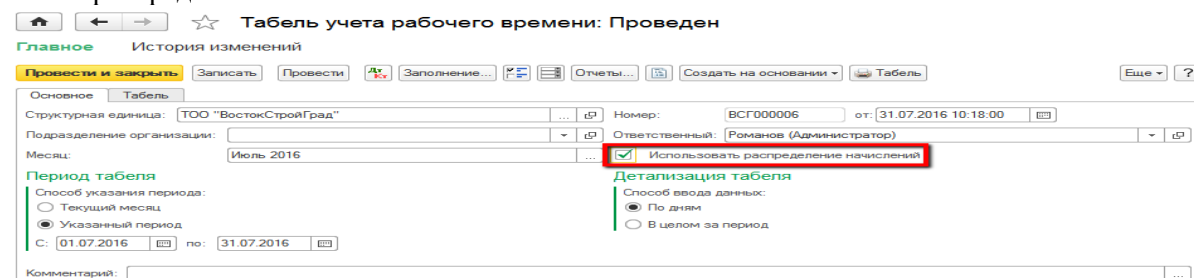 Табель учета рабочего времени: Проведен
Главное История изменений
Провести и закрыть Записать Провести Дт Кт Заполнение... Отчеты... Создать на основании Табель Еще ?
Основное Табель
Структурная единица: ТОО "ВостокСтройГрад" ... Номер: ВСГ000006 от: 31.07.2016 10:18:00
Подразделение организации: Ответственный: Романов (Администратор)
Месяц: Июль 2016 ... Использовать распределение начислений
Период табеля Детализация табеля
Способ указания периода: Способ ввода данных:
Текущий месяц По дням
Указанный период В целом за период
С: 01.07.2016 по: 31.07.2016
Комментарий: ...